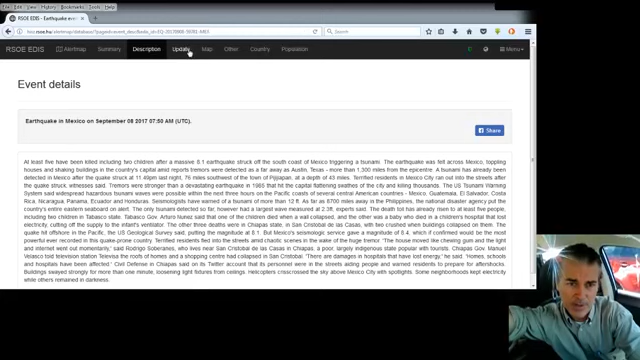 File Edit View History Bookmarks Tools Help
RSOE EDIS - Earthquake even
Search
RSOE EDIS AlertMap Summary Description Update Map Other Country Population Menu
Event details
Earthquake in Mexico on September 08 2017 07:50 AM (UTC).
Share
At least five have been killed including two children after a massive 8.1 earthquake struck off the south coast of Mexico triggering a tsunami. The earthquake was felt across Mexico, toppling
houses and shaking buildings in the country's capital amid reports tremors were detected as a far away as Austin, Texas - more than 1,300 miles from the epicentre. A tsunami has already been
detected in Mexico after the quake struck at 11.49pm last night, 76 miles southwest of the town of Pijijiapan, at a depth of 43 miles. Terrified residents in Mexico City ran out into the streets after
the quake struck, witnesses said. Tremors were stronger than a devastating earthquake in 1985 that hit the capital flattening swathes of the city and killing thousands. The US Tsunami Warning
System said widespread hazardous tsunami waves were possible within the next three hours on the Pacific coasts of several central American countries - Mexico, Guatemala, El Salvador, Costa
Rica, Nicaragua, Panama, Ecuador and Honduras. Seismologists have warned of a tsunami of more than 12 ft. As far as 8700 miles away in the Philippines, the national disaster agency put the
country's entire eastern seaboard on alert. The only tsunami detected so far, however had a largest wave measured at 2.3ft, experts said. The death toll has already risen to at least five people,
including two children in Tabasco state. Tabasco Gov. Arturo Nunez said that one of the children died when a wall collapsed, and the other was a baby who died in a children's hospital that lost
electricity, cutting off the supply to the infant's ventilator. The other three deaths were in Chiapas state, in San Cristobal de las Casas, with two crushed when buildings collapsed on them. The
quake hit offshore in the Pacific, the US Geological Survey said, putting the magnitude at 8.1. But Mexico's seismological service gave a magnitude of 8.4, which if confirmed would be the most
powerful ever recorded in this quake-prone country. Terrified residents fled into the streets amid chaotic scenes in the wake of the huge tremor. "The house moved like chewing gum and the light
and internet went out momentarily," said Rodrigo Soberanes, who lives near San Cristobal de las Casas in Chiapas, a poor, largely indigenous state popular with tourists. Chiapas Gov. Manuel
Velasco told television station Televisa the roofs of homes and a shopping centre had collapsed in San Cristobal. "There are damages in hospitals that have lost energy," he said. "Homes, schools
and hospitals have been affected." Civil Defense in Chiapas said on its Twitter account that its personnel were in the streets aiding people and warned residents to prepare for aftershocks.
Buildings swayed strongly for more than one minute, loosening light fixtures from ceilings. Helicopters crisscrossed the sky above Mexico City with spotlights. Some neighborhoods kept electricity
while others remained in darkness.